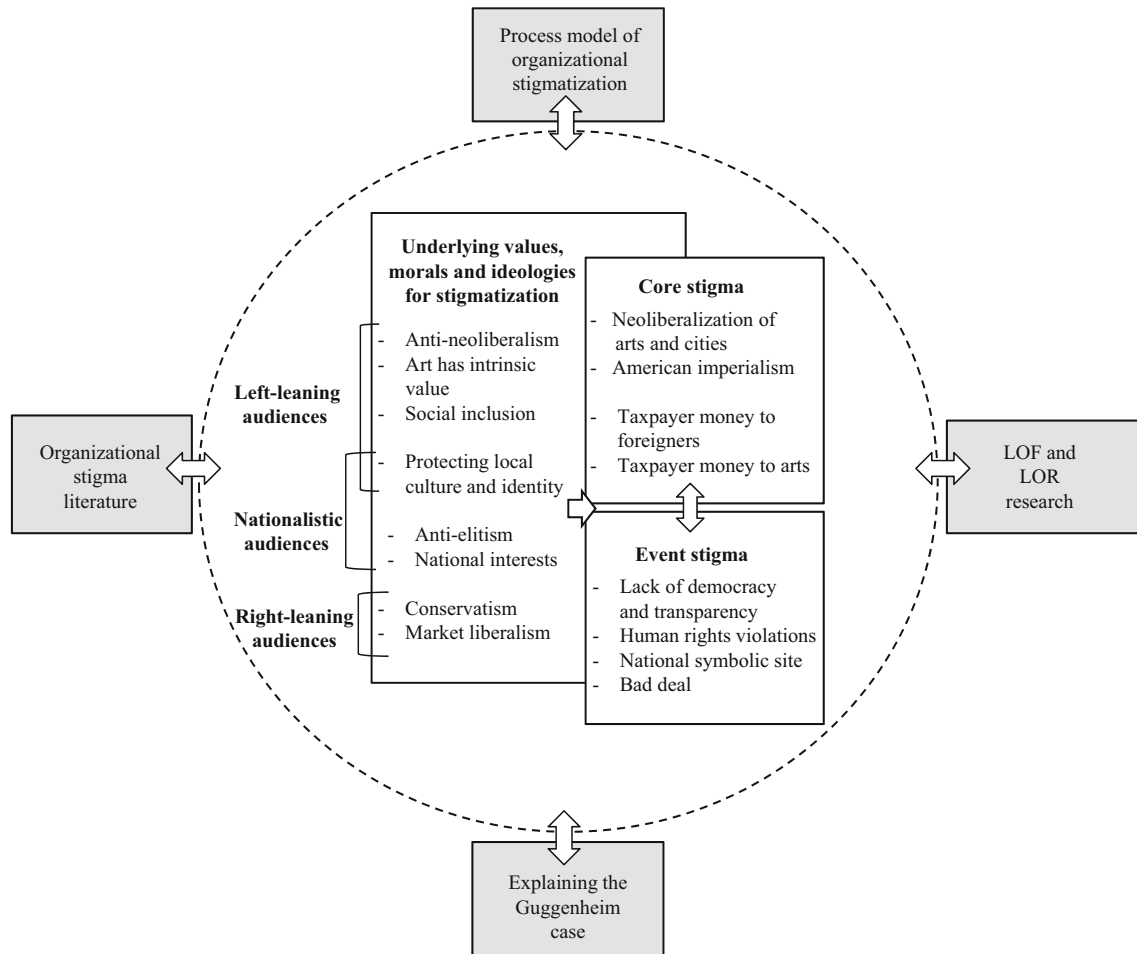 Process model of
organizational
stigmatization
Underlying values,
morals and ideologies
for stigmatization
Left-leaning
audiences
- Anti-neoliberalism
- Art has intrinsic
value
- Social inclusion
- Protecting local
culture and identity
Nationalistic
audiences
- Anti-elitism
- National interests
Right-leaning
audiences
- Conservatism
- Market liberalism
Core stigma
- Neoliberalization of
arts and cities
- American imperialism
- Taxpayer money to
foreigners
- Taxpayer money to arts
Event stigma
- Lack of democracy
and transparency
- Human rights violations
- National symbolic site
- Bad deal
Organizational
stigma
literature
LOF and
LOR
research
Explaining the
Guggenheim
case